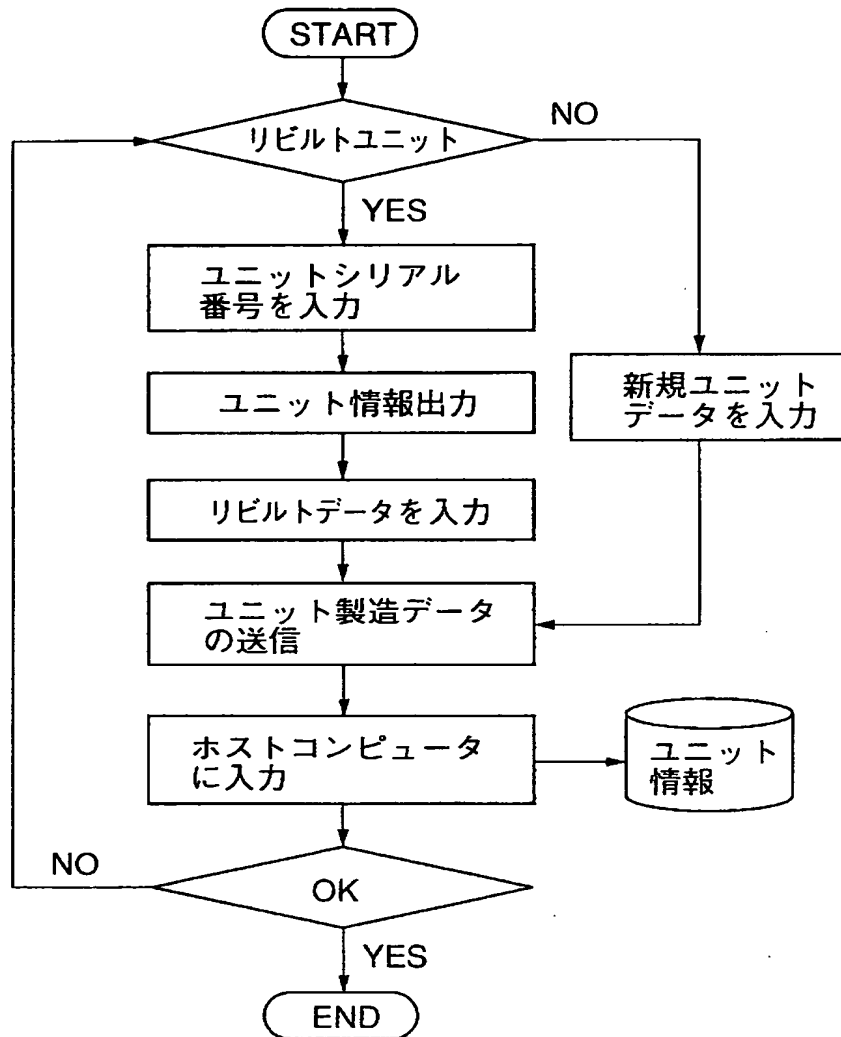 START
リビルトユニット
NO
YES
ユニットシリアル
番号を入力
ユニット情報出力
新規ユニット
データを入力
リビルトデータを入力
ユニット製造データ
の送信
ホストコンピュータ
に入力
ユニット
情報
NO
OK
YES
END